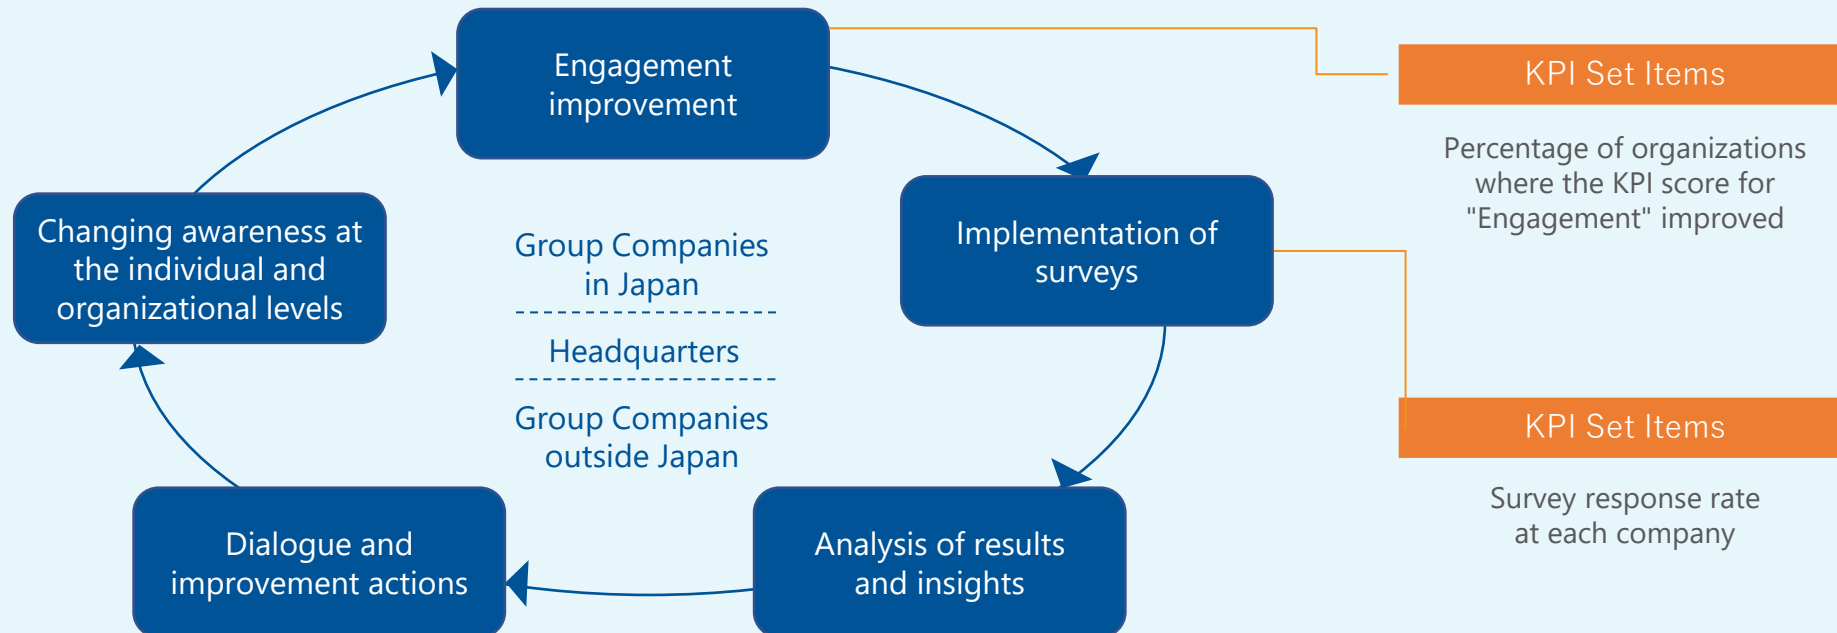 Engagement
improvement
Implementation of
surveys
Analysis of results
and insights
Dialogue and
improvement actions
Changing awareness at
the individual and
organizational levels
Group Companies
in Japan
Headquarters
Group Companies
outside Japan
KPI Set Items
Percentage of organizations
where the KPI score for
"Engagement" improved
KPI Set Items
Survey response rate
at each company